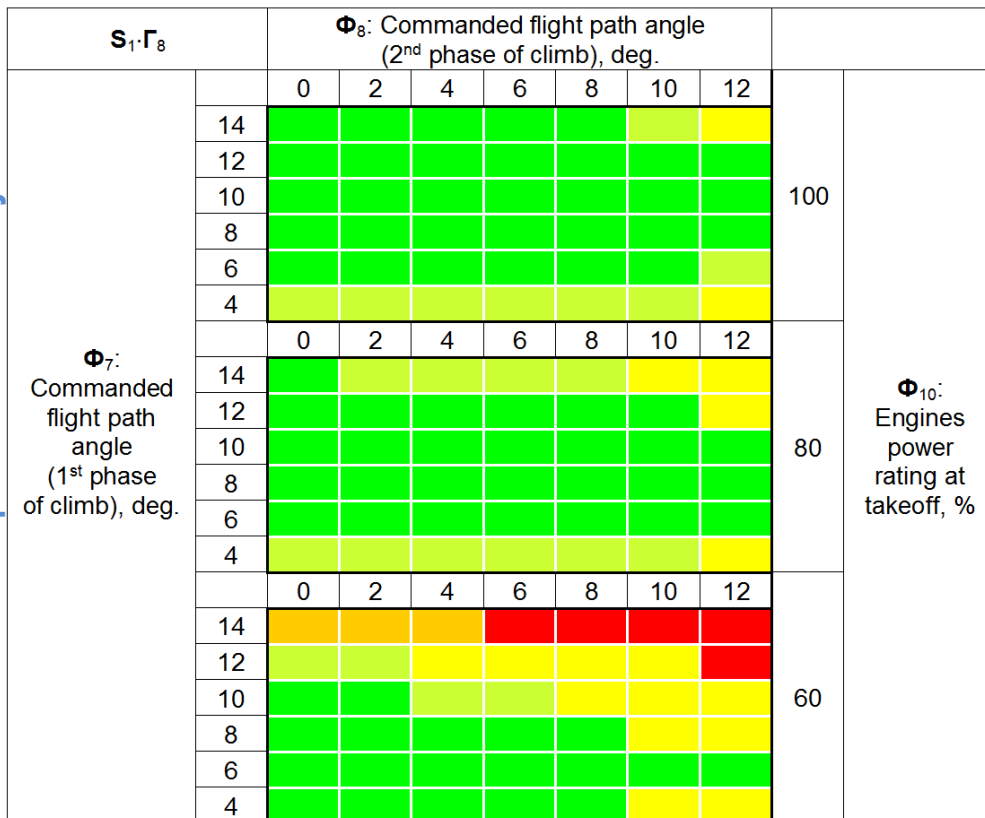 S₁·Γ₈
Φ₈: Commanded flight path angle
(2ⁿᵈ phase of climb), deg.
0 2 4 6 8 10 12
14
12
10
8
6
4
100
0 2 4 6 8 10 12
14
12
10
8
6
4
80
Φ₇:
Commanded
flight path
angle
(1ˢᵗ phase
of climb), deg.
Φ₁₀:
Engines
power
rating at
takeoff, %
0 2 4 6 8 10 12
14
12
10
8
6
4
60